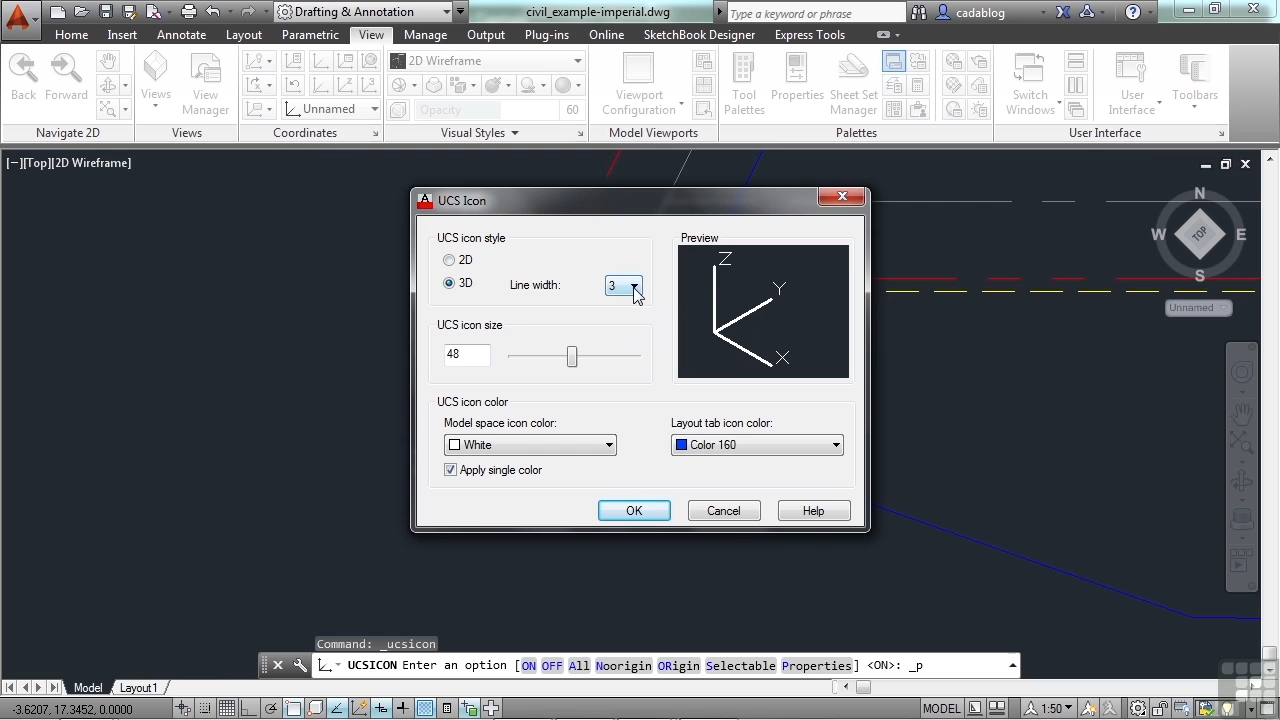 Drafting & Annotation
civil_example-imperial.dwg
Type a keyword or phrase
cadablog
Home Insert Annotate Layout Parametric View Manage Output Plug-ins Online SketchBook Designer Express Tools
Back Forward
Views
View Manager
Unnamed
2D Wireframe
Opacity 60
Viewport Configuration
Tool Palettes
Properties
Sheet Set Manager
Switch Windows
User Interface
Toolbars
Navigate 2D Views Coordinates Visual Styles Model Viewports Palettes User Interface
[−][Top][2D Wireframe]
N
W TOP E
S
Unnamed
UCS Icon
UCS icon style
2D
3D
Line width: 3
Preview
Z
Y
X
UCS icon size
48
UCS icon color
Model space icon color:
White
Layout tab icon color:
Color 160
Apply single color
OK Cancel Help
Command: _ucsicon
UCSICON Enter an option [ON OFF All Noorigin ORigin Selectable Properties] <ON>: _p
Model Layout1
-3.6207, 17.3452, 0.0000
MODEL
1:50